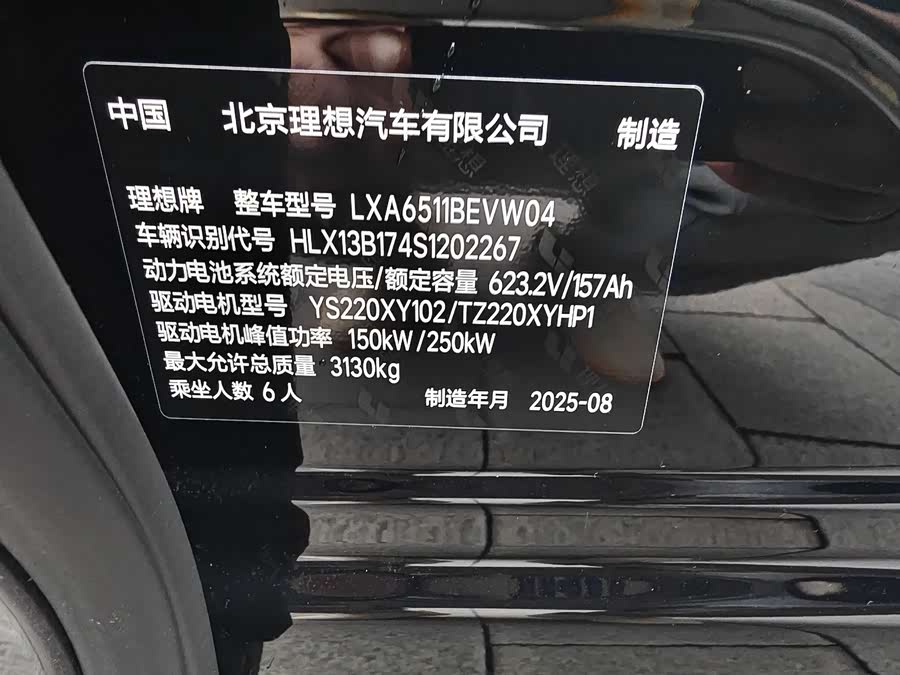 中国 北京理想汽车有限公司 制造
理想牌 整车型号 LXA6511BEVW04
车辆识别代号 HLX13B174S1202267
动力电池系统额定电压/额定容量 623.2V/157Ah
驱动电机型号 YS220XY102/TZ220XYHP1
驱动电机峰值功率 150kW/250kW
最大允许总质量 3130kg
乘坐人数 6 人 制造年月 2025-08